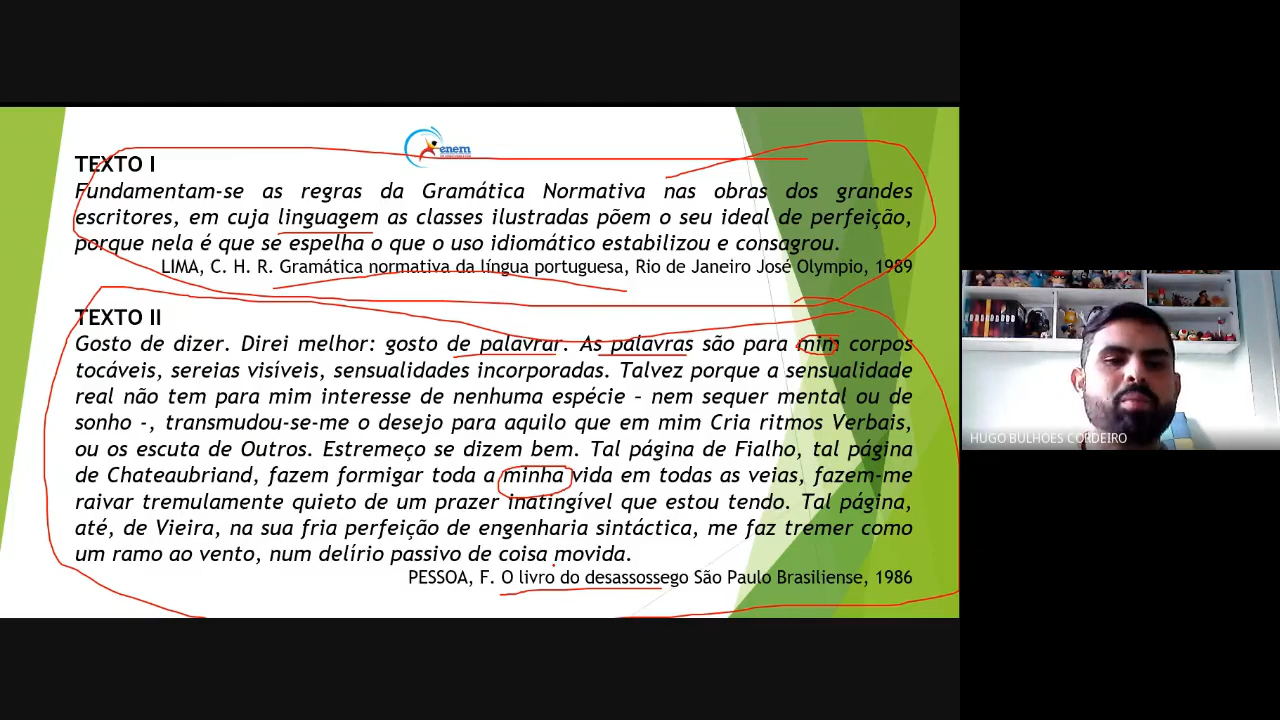 enem
TEXTO I
Fundamentam-se as regras da Gramática Normativa nas obras dos grandes
escritores, em cuja linguagem as classes ilustradas põem o seu ideal de perfeição,
porque nela é que se espelha o que o uso idiomático estabilizou e consagrou.
LIMA, C. H. R. Gramática normativa da língua portuguesa, Rio de Janeiro José Olympio, 1989
TEXTO II
Gosto de dizer. Direi melhor: gosto de palavrar. As palavras são para mim corpos
tocáveis, sereias visíveis, sensualidades incorporadas. Talvez porque a sensualidade
real não tem para mim interesse de nenhuma espécie – nem sequer mental ou de
sonho -, transmudou-se-me o desejo para aquilo que em mim Cria ritmos Verbais,
ou os escuta de Outros. Estremeço se dizem bem. Tal página de Fialho, tal página
de Chateaubriand, fazem formigar toda a minha vida em todas as veias, fazem-me
raivar tremulamente quieto de um prazer inatingível que estou tendo. Tal página,
até, de Vieira, na sua fria perfeição de engenharia sintáctica, me faz tremer como
um ramo ao vento, num delírio passivo de coisa movida.
PESSOA, F. O livro do desassossego São Paulo Brasiliense, 1986
HUGO BULHOES CORDEIRO